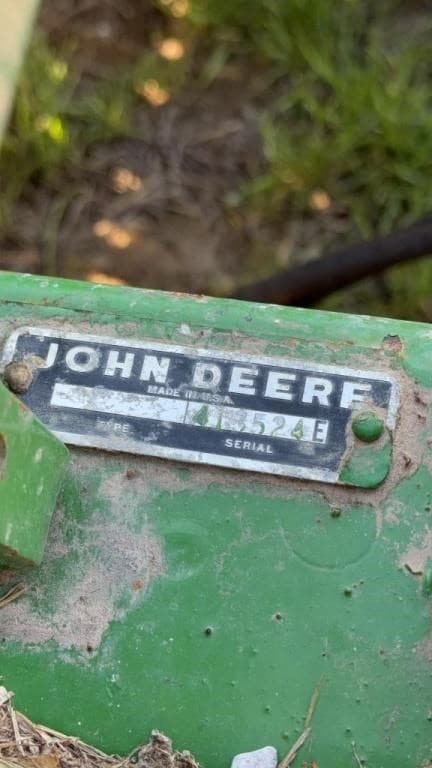 JOHN DEERE
MADE IN U.S.A.
E
TYPE SERIAL